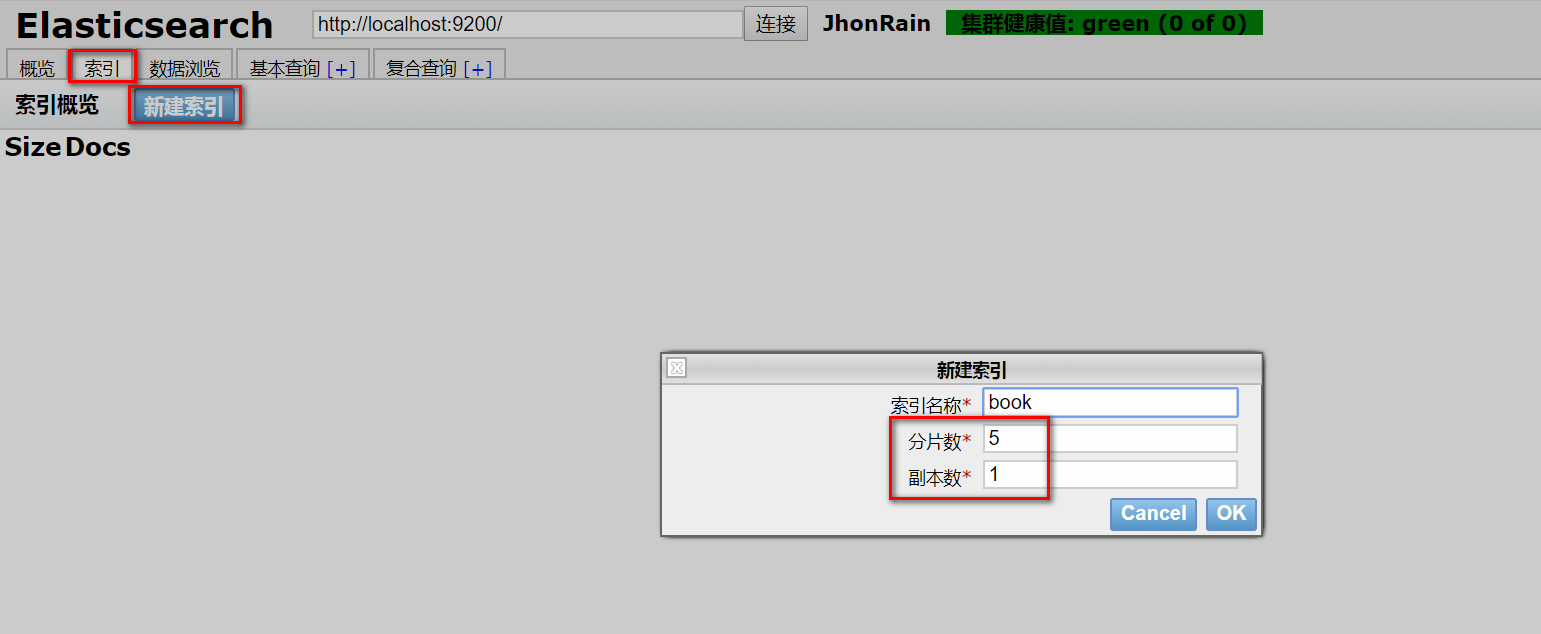 Elasticsearch http://localhost:9200/ 连接 JhonRain 集群健康值: green (0 of 0)
概览 索引 数据浏览 基本查询 [+] 复合查询 [+]
索引概览 新建索引
Size Docs
新建索引
索引名称* book
分片数* 5
副本数* 1
Cancel OK